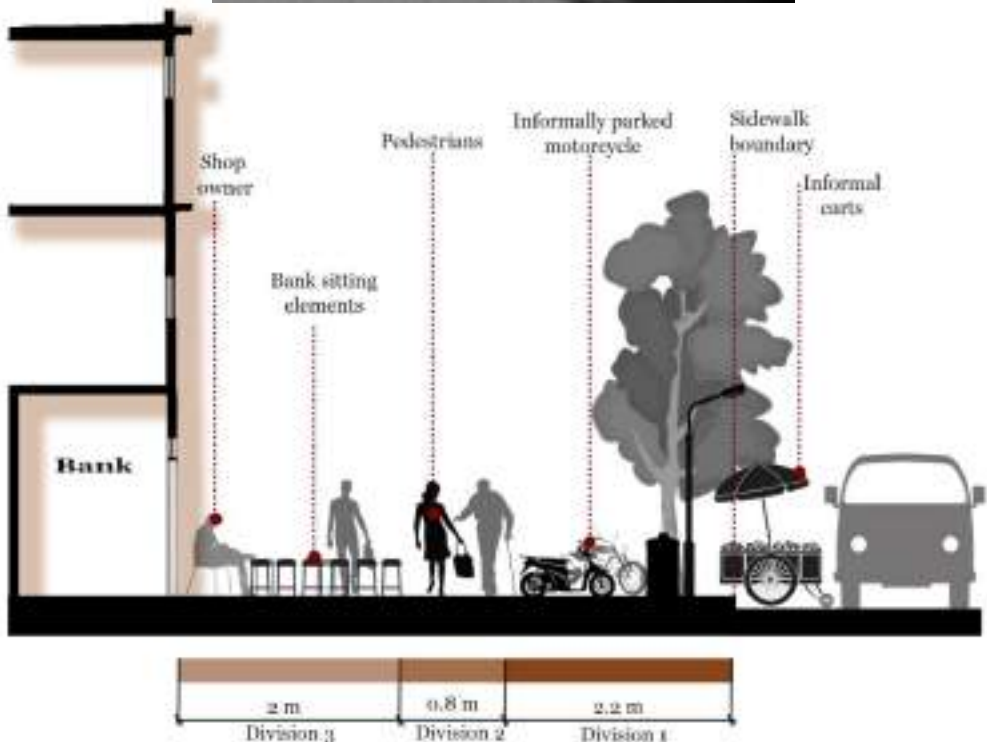 Informally parked
motorcycle
Sidewalk
boundary
Pedestrians
Shop
owner
Informal
carts
Bank sitting
elements
Bank
2 m
0.8 m
2.2 m
Division 3
Division 2
Division 1